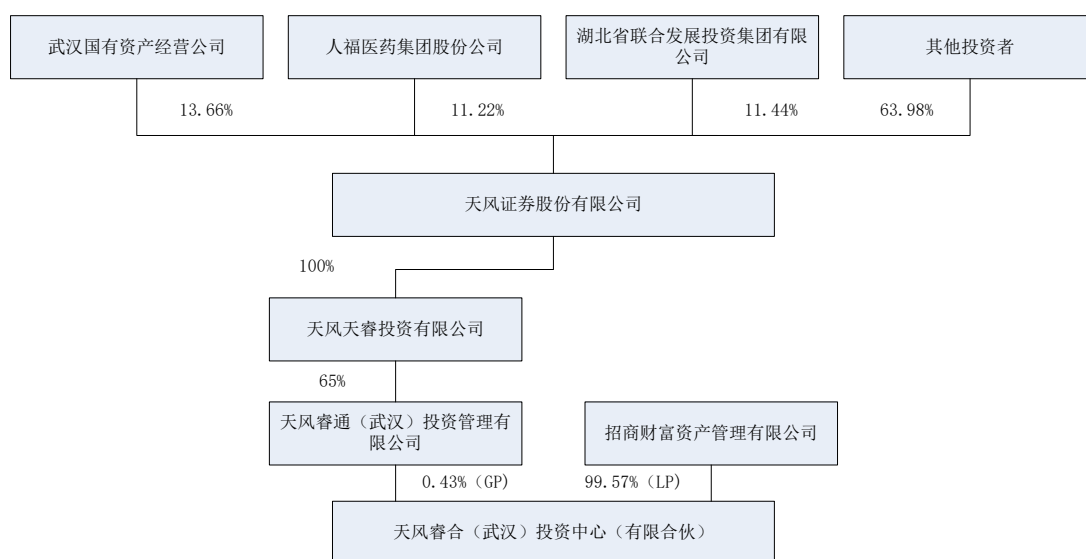 武汉国有资产经营公司
人福医药集团股份公司
湖北省联合发展投资集团有限
公司
其他投资者
13.66%
11.22%
11.44%
63.98%
天风证券股份有限公司
100%
天风天睿投资有限公司
65%
天风睿通（武汉）投资管理有
限公司
招商财富资产管理有限公司
0.43%（GP）
99.57%（LP）
天风睿合（武汉）投资中心（有限合伙）